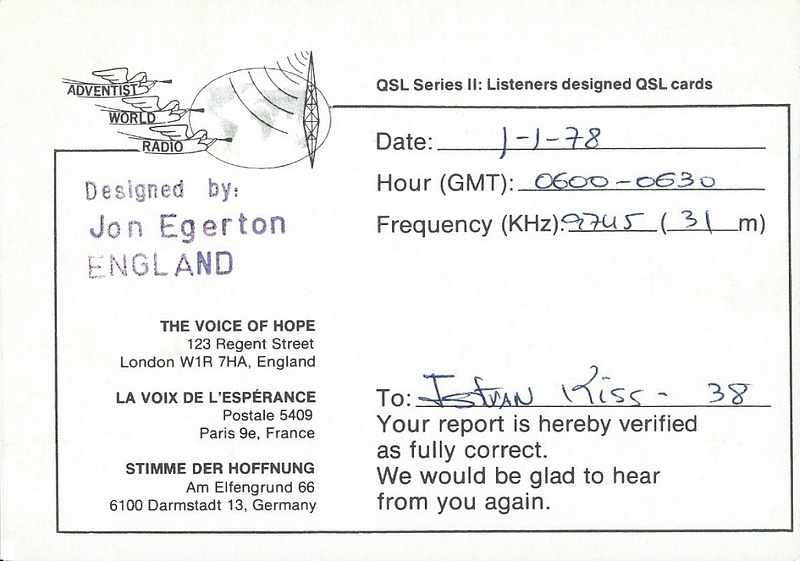 ADVENTIST
WORLD
RADIO
QSL Series II: Listeners designed QSL cards
Date: 1-1-78
Hour (GMT): 0600-0630
Frequency (KHz): 9745 (31 m)
Designed by:
Jon Egerton
ENGLAND
THE VOICE OF HOPE
123 Regent Street
London W1R 7HA, England
LA VOIX DE L'ESPÉRANCE
Postale 5409
Paris 9e, France
STIMME DER HOFFNUNG
Am Elfengrund 66
6100 Darmstadt 13, Germany
To: Istvan Kiss - 38
Your report is hereby verified
as fully correct.
We would be glad to hear
from you again.